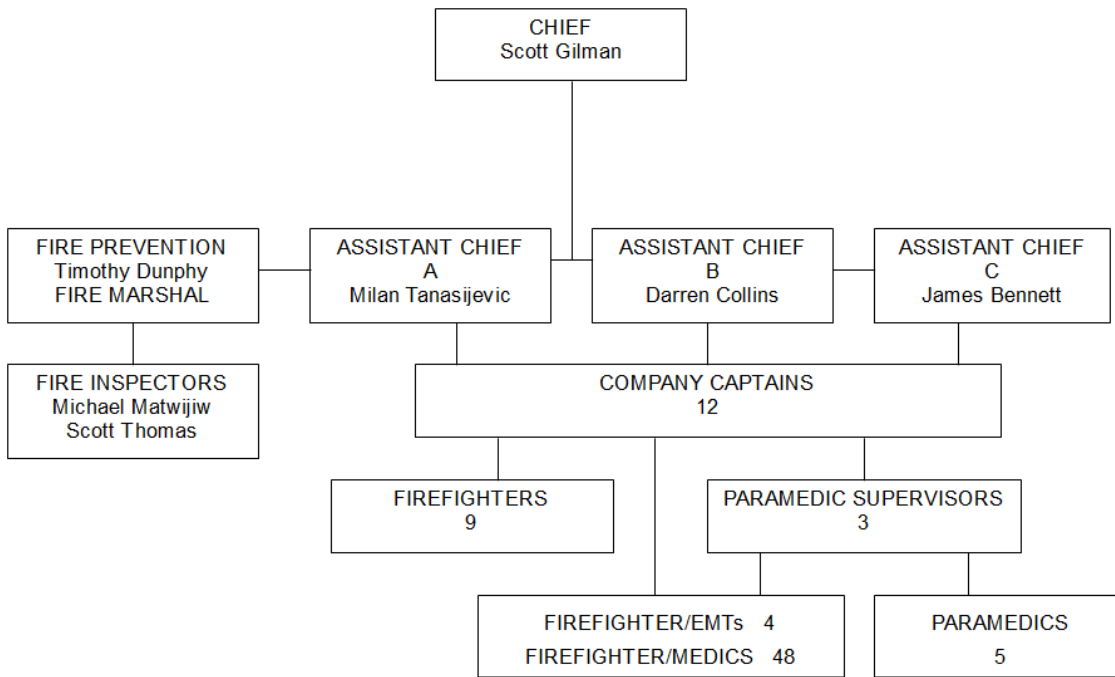 CHIEF
Scott Gilman
FIRE PREVENTION
Timothy Dunphy
FIRE MARSHAL
ASSISTANT CHIEF
A
Milan Tanasijevic
ASSISTANT CHIEF
B
Darren Collins
ASSISTANT CHIEF
C
James Bennett
FIRE INSPECTORS
Michael Matwijiw
Scott Thomas
COMPANY CAPTAINS
12
FIREFIGHTERS
9
PARAMEDIC SUPERVISORS
3
FIREFIGHTER/EMTs 4
FIREFIGHTER/MEDICS 48
PARAMEDICS
5